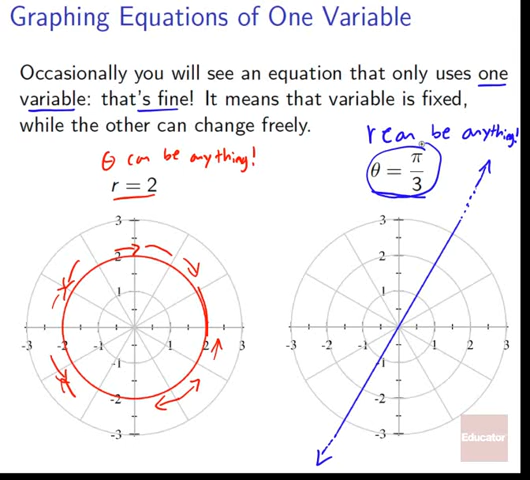 Graphing Equations of One Variable
Occasionally you will see an equation that only uses one
variable: that's fine! It means that variable is fixed,
while the other can change freely.
r can be anything!
θ can be anything!
r = 2
θ = π/3
3
2
1
-3 -2 -1 1 2 3
-1
-2
-3
3
2
1
-3 -2 -1 1 2 3
-1
-2
-3
Educator